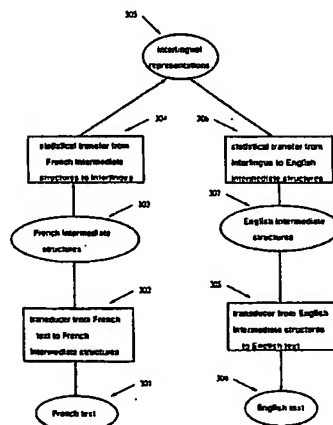 305
interlingual
representations
304
statistical transfer from
French intermediate
structures to interlingua
306
statistical transfer from
interlingua to English
intermediate structures
303
French intermediate
structures
307
English intermediate
structures
302
transducer from French
text to French
intermediate structures
transducer from English
intermediate structures
to English text
301
French text
English text